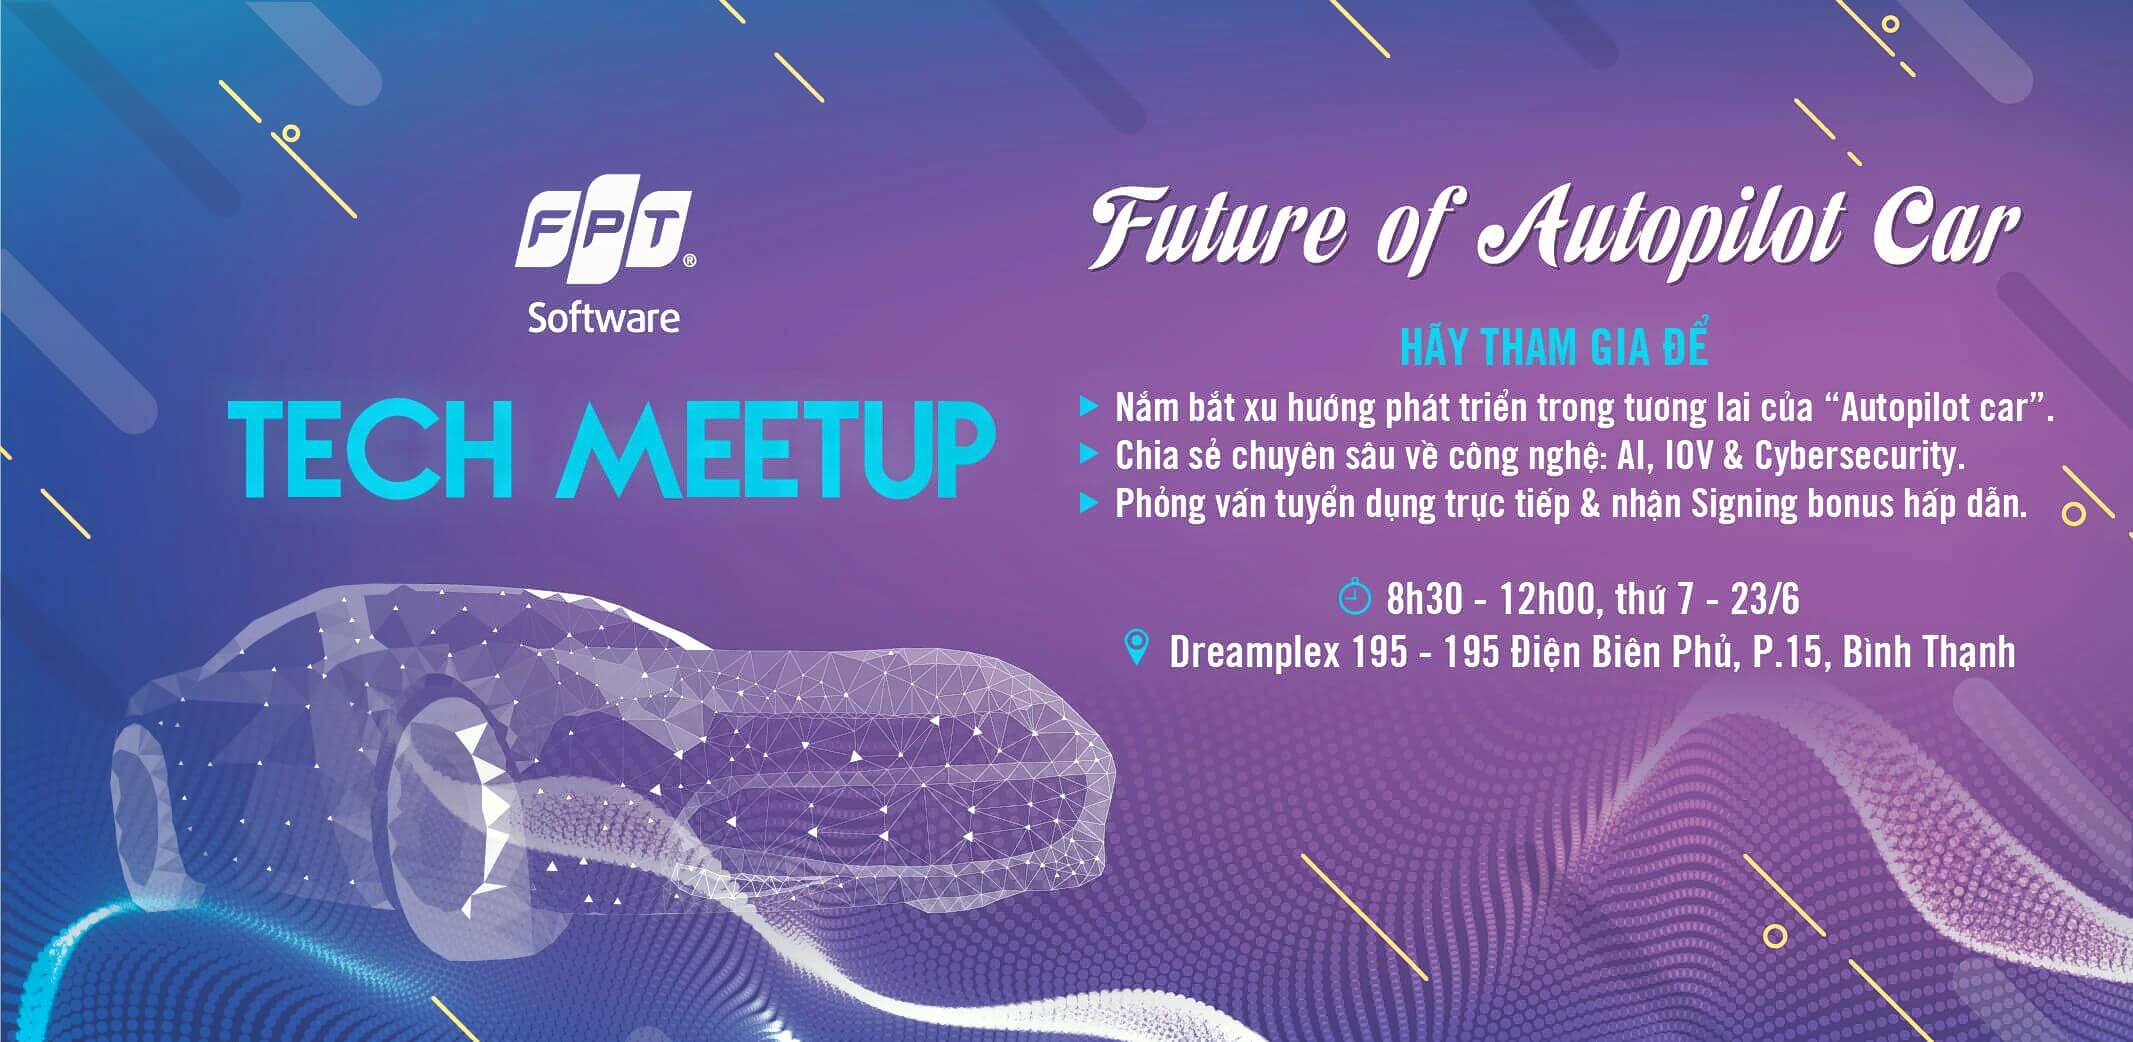 FPT®
Software
TECH MEETUP
Future of Autopilot Car
HÃY THAM GIA ĐỂ
Nắm bắt xu hướng phát triển trong tương lai của “Autopilot car”.
Chia sẻ chuyên sâu về công nghệ: AI, IOV & Cybersecurity.
Phỏng vấn tuyển dụng trực tiếp & nhận Signing bonus hấp dẫn.
8h30 - 12h00, thứ 7 - 23/6
Dreamplex 195 - 195 Điện Biên Phủ, P.15, Bình Thạnh